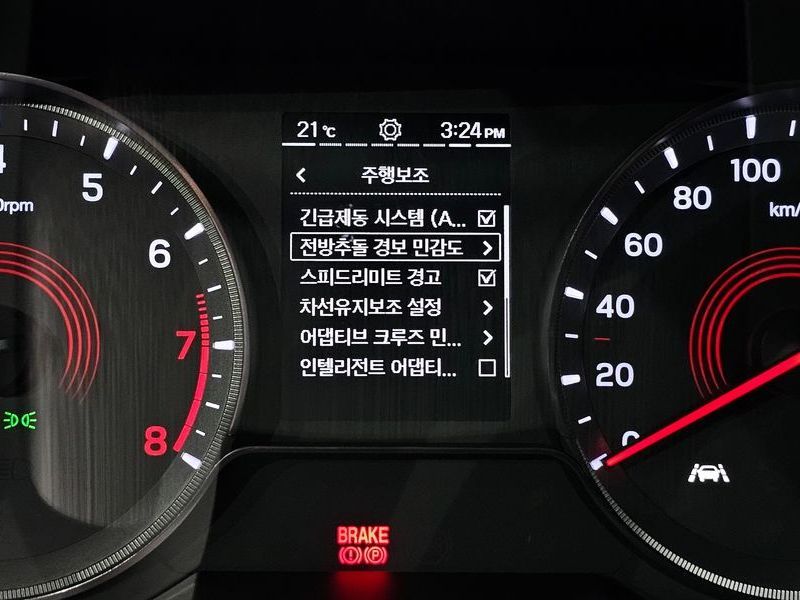 21℃ 3:24PM
주행보조
긴급제동 시스템 (A...
전방추돌 경보 민감도
스피드리미트 경고
차선유지보조 설정
어댑티브 크루즈 민...
인텔리전트 어댑티...
5
6
7
8
0rpm
100
80
60
40
20
0
km/
BRAKE
(!) (P)